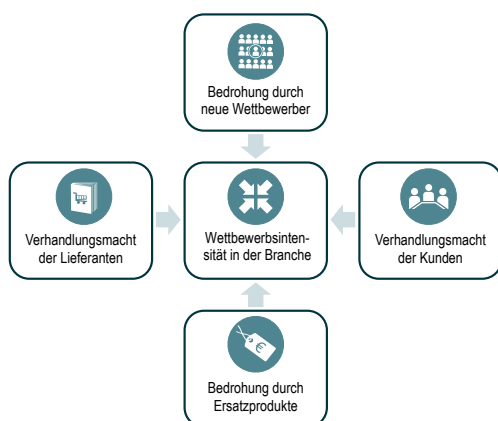 Bedrohung durch
neue Wettbewerber
Verhandlungsmacht
der Lieferanten
Wettbewerbsinten-
sität in der Branche
Verhandlungsmacht
der Kunden
€
Bedrohung durch
Ersatzprodukte